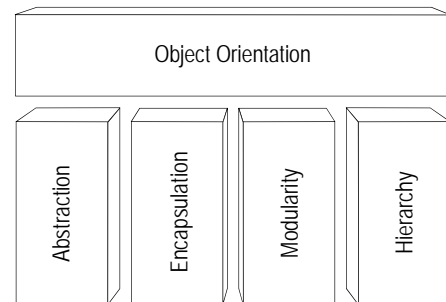 Object Orientation
Abstraction
Encapsulation
Modularity
Hierarchy